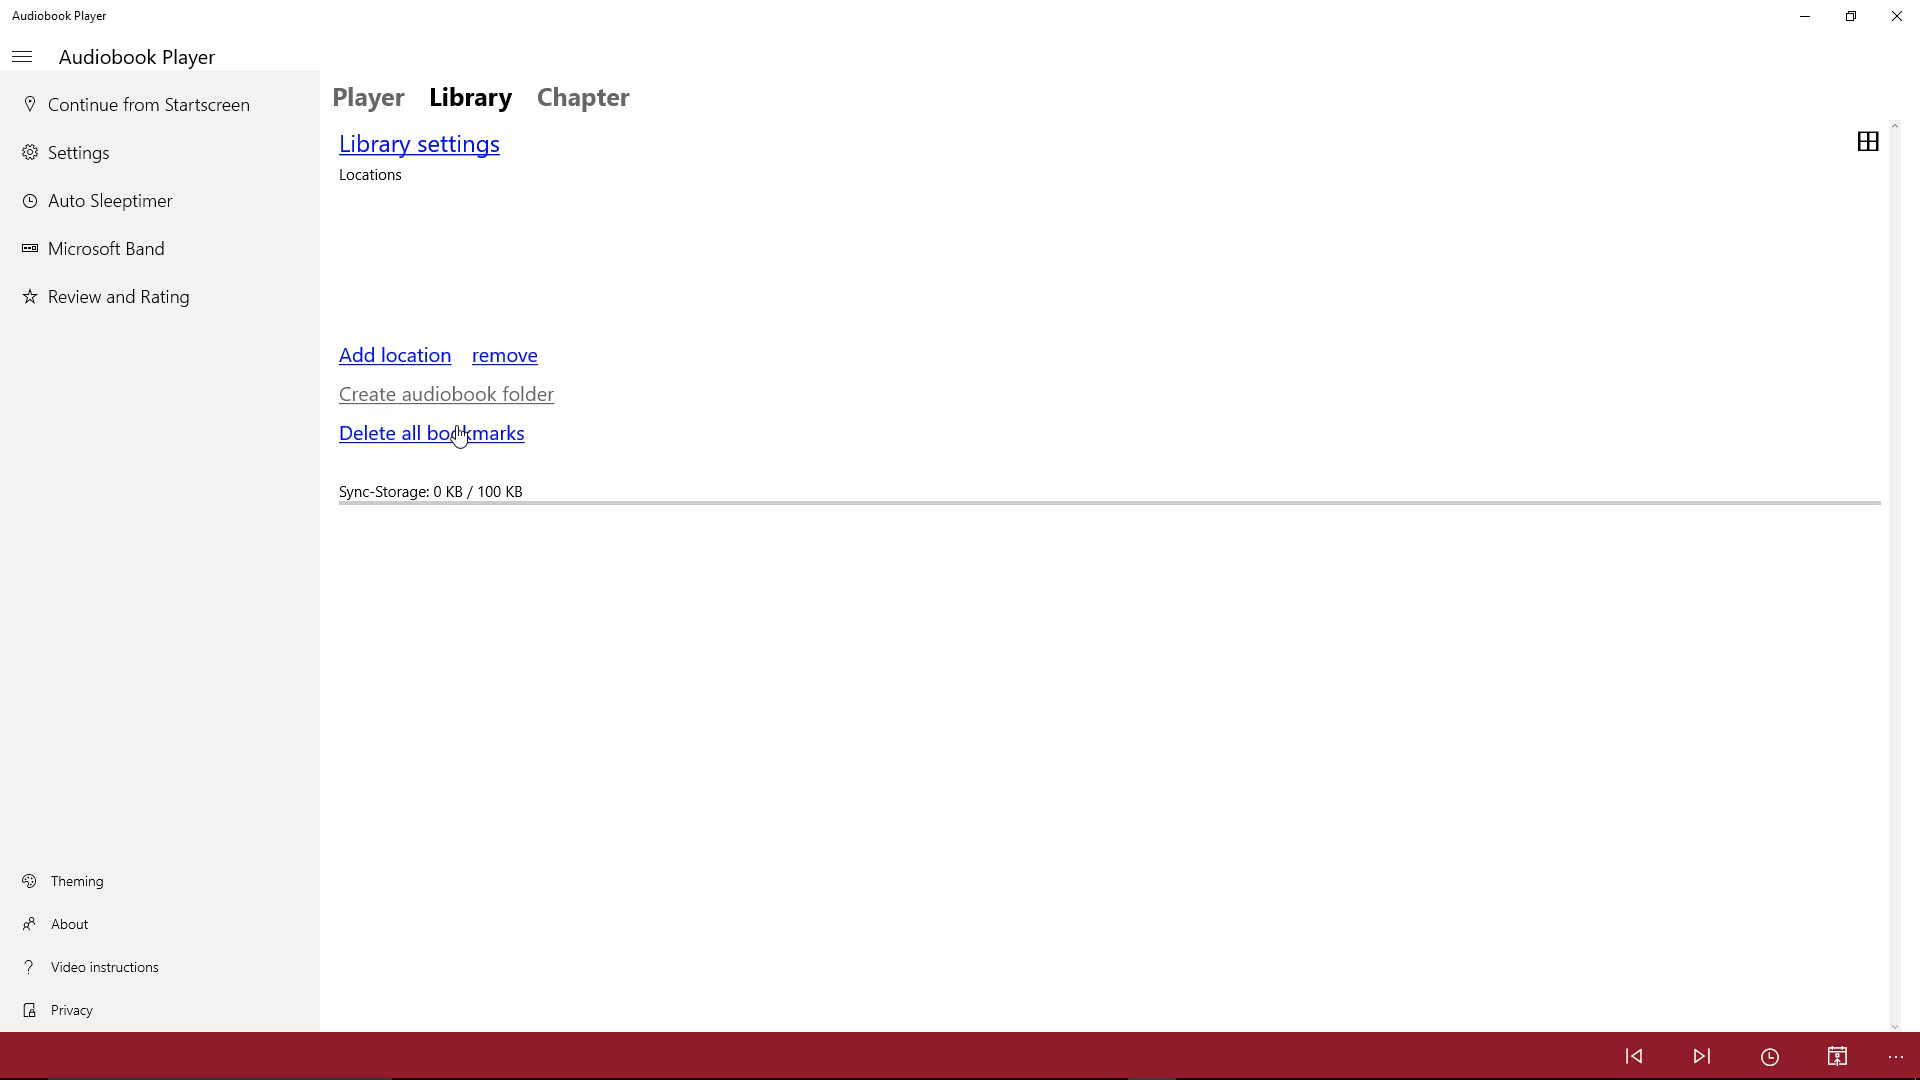 Audiobook Player
Audiobook Player
Continue from Startscreen
Settings
Auto Sleeptimer
Microsoft Band
Review and Rating
Theming
About
Video instructions
Privacy
Player Library Chapter
Library settings
Locations
Add location remove
Create audiobook folder
Delete all bookmarks
Sync-Storage: 0 KB / 100 KB